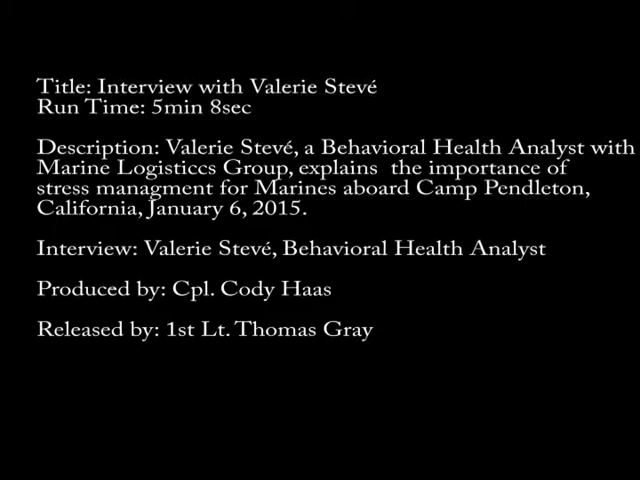 Title: Interview with Valerie Stevé
Run Time: 5min 8sec
Description: Valerie Stevé, a Behavioral Health Analyst with
Marine Logisticcs Group, explains the importance of
stress managment for Marines aboard Camp Pendleton,
California, January 6, 2015.
Interview: Valerie Stevé, Behavioral Health Analyst
Produced by: Cpl. Cody Haas
Released by: 1st Lt. Thomas Gray